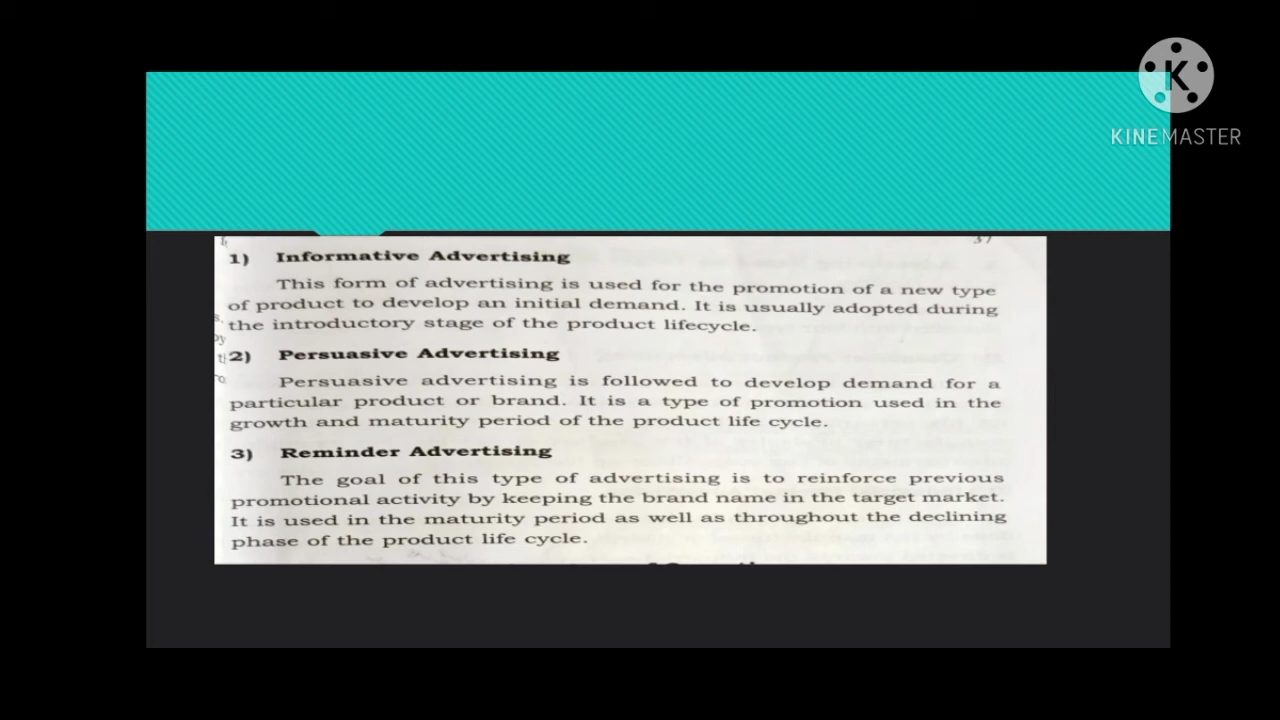 KINEMASTER
37
1) Informative Advertising
This form of advertising is used for the promotion of a new type
of product to develop an initial demand. It is usually adopted during
the introductory stage of the product lifecycle.
2) Persuasive Advertising
Persuasive advertising is followed to develop demand for a
particular product or brand. It is a type of promotion used in the
growth and maturity period of the product life cycle.
3) Reminder Advertising
The goal of this type of advertising is to reinforce previous
promotional activity by keeping the brand name in the target market.
It is used in the maturity period as well as throughout the declining
phase of the product life cycle.